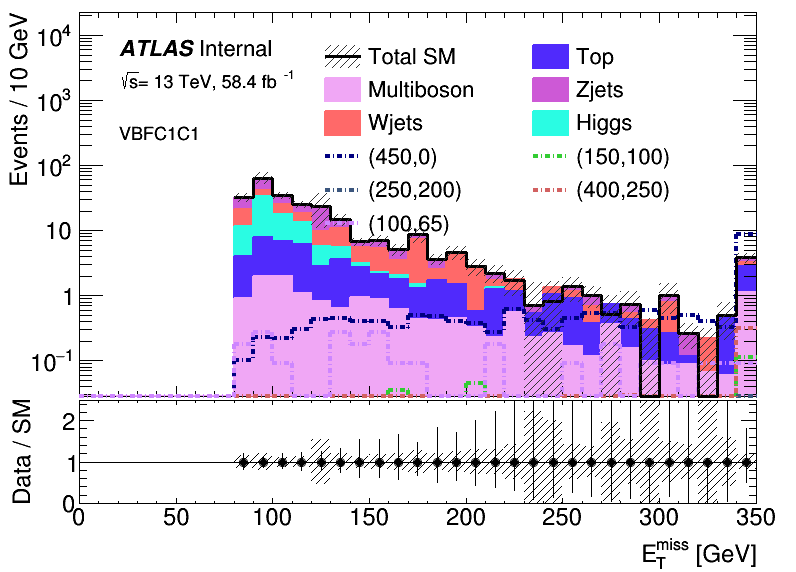 Events / 10 GeV
10⁴
10³
10²
10
1
10⁻¹
ATLAS Internal
√s= 13 TeV, 58.4 fb ⁻¹
VBFC1C1
Total SM
Top
Multiboson
Zjets
Wjets
Higgs
(450,0)
(150,100)
(250,200)
(400,250)
(100,65)
Data / SM
2
1
0
0 50 100 150 200 250 300 350
E_T^miss [GeV]